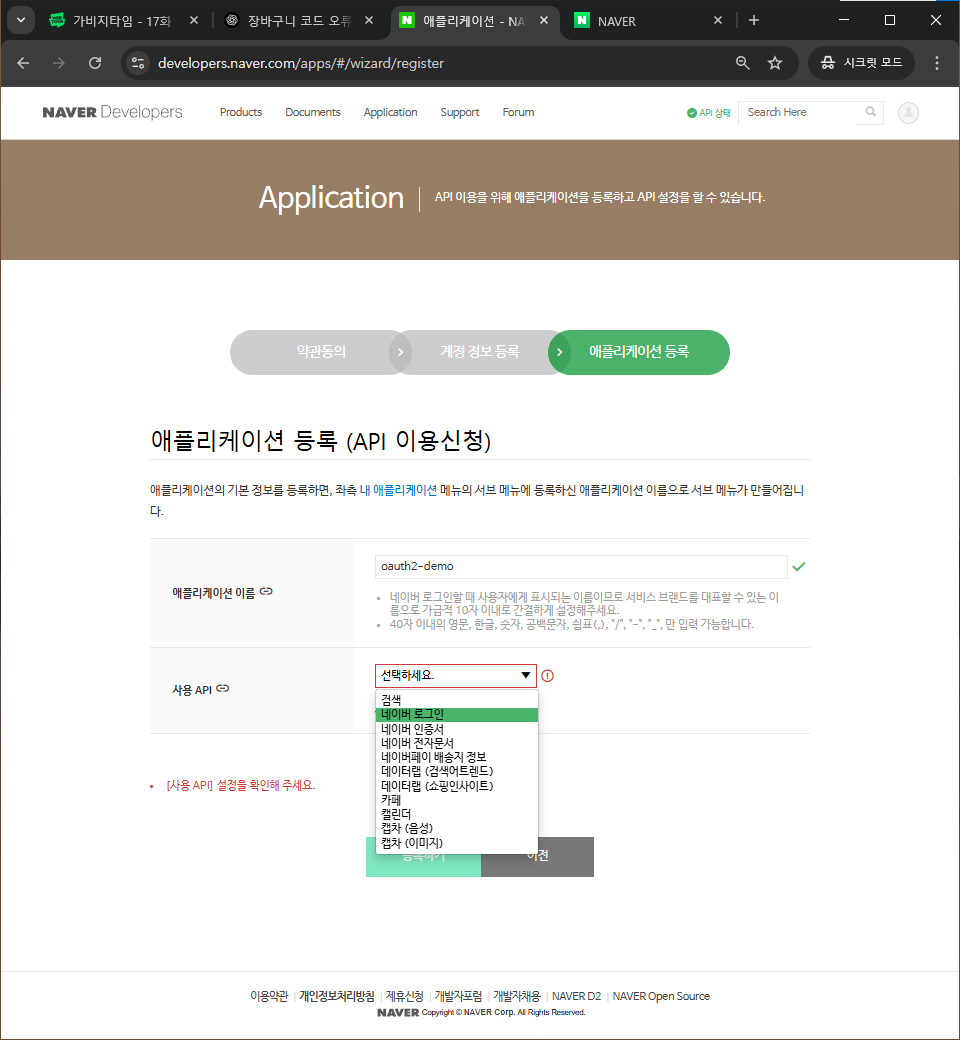 가비지타임 - 17화
장바구니 코드 오류
애플리케이션 - NA
NAVER
developers.naver.com/apps/#/wizard/register
시크릿 모드
NAVER Developers
Products
Documents
Application
Support
Forum
API 상태
Search Here
Application
API 이용을 위해 애플리케이션을 등록하고 API 설정을 할 수 있습니다.
약관동의
계정 정보 등록
애플리케이션 등록
애플리케이션 등록 (API 이용신청)
애플리케이션의 기본 정보를 등록하면, 좌측 내 애플리케이션 메뉴의 서브 메뉴에 등록하신 애플리케이션 이름으로 서브 메뉴가 만들어집니
다.
애플리케이션 이름
oauth2-demo
네이버 로그인할 때 사용자에게 표시되는 이름이므로 서비스 브랜드를 대표할 수 있는 이
름으로 가급적 10자 이내로 간결하게 설정해주세요.
40자 이내의 영문, 한글, 숫자, 공백문자, 쉼표(,), "/", "-", "_", 만 입력 가능합니다.
사용 API
선택하세요.
검색
네이버 로그인
네이버 인증서
네이버 전자문서
네이버페이 배송지 정보
데이터랩 (검색어트렌드)
데이터랩 (쇼핑인사이트)
카페
캘린더
캡차 (음성)
캡차 (이미지)
[사용 API] 설정을 확인해 주세요.
등록하기
이전
이용약관
개인정보처리방침
제휴신청
개발자포럼
개발자채용
NAVER D2
NAVER Open Source
NAVER Copyright © NAVER Corp. All Rights Reserved.